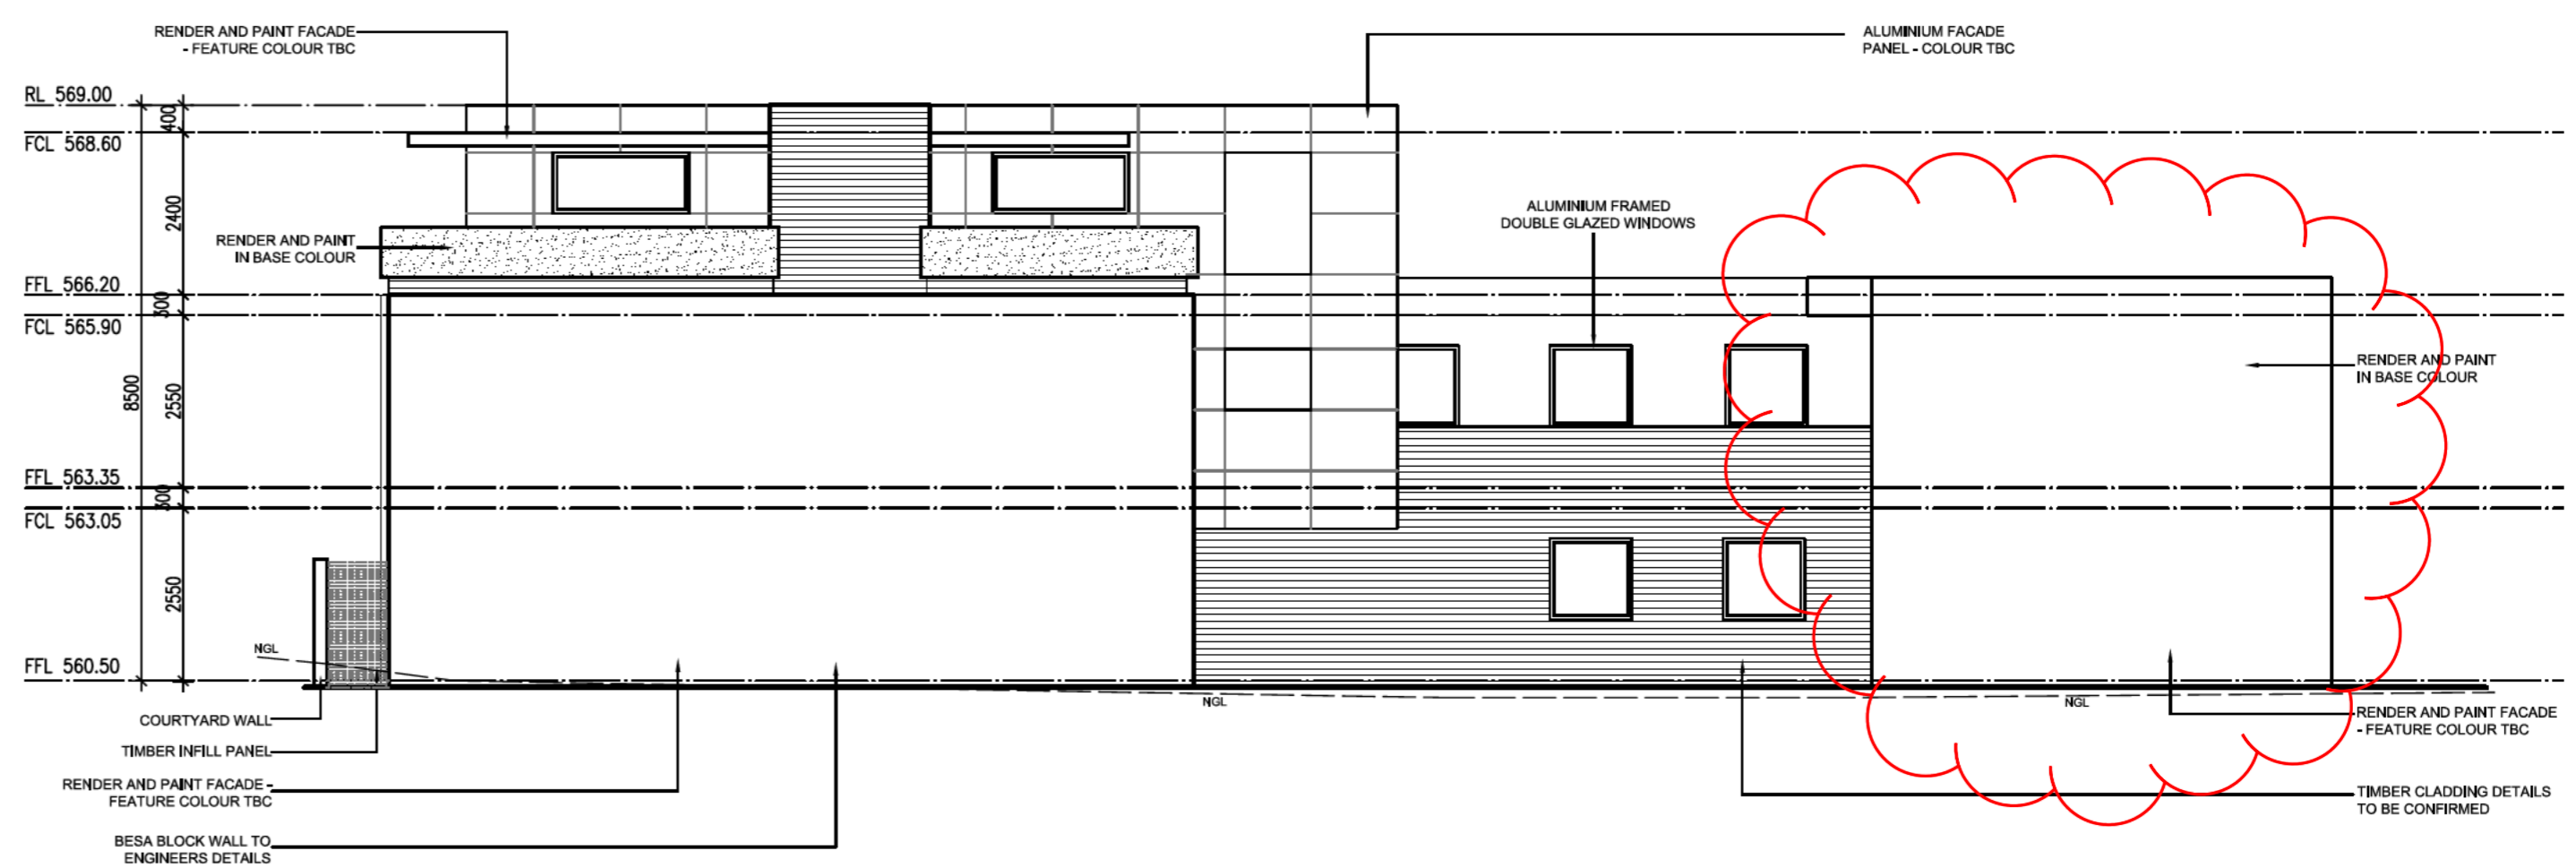 RENDER AND PAINT FACADE
- FEATURE COLOUR TBC
ALUMINIUM FACADE
PANEL - COLOUR TBC
RL 569.00
400
FCL 568.60
2400
ALUMINIUM FRAMED
DOUBLE GLAZED WINDOWS
RENDER AND PAINT
IN BASE COLOUR
FFL 566.20
300
FCL 565.90
8500
2550
RENDER AND PAINT
IN BASE COLOUR
FFL 563.35
300
FCL 563.05
2550
NGL
FFL 560.50
NGL
NGL
COURTYARD WALL
TIMBER INFILL PANEL
RENDER AND PAINT FACADE -
FEATURE COLOUR TBC
BESA BLOCK WALL TO
ENGINEERS DETAILS
RENDER AND PAINT FACADE
- FEATURE COLOUR TBC
TIMBER CLADDING DETAILS
TO BE CONFIRMED